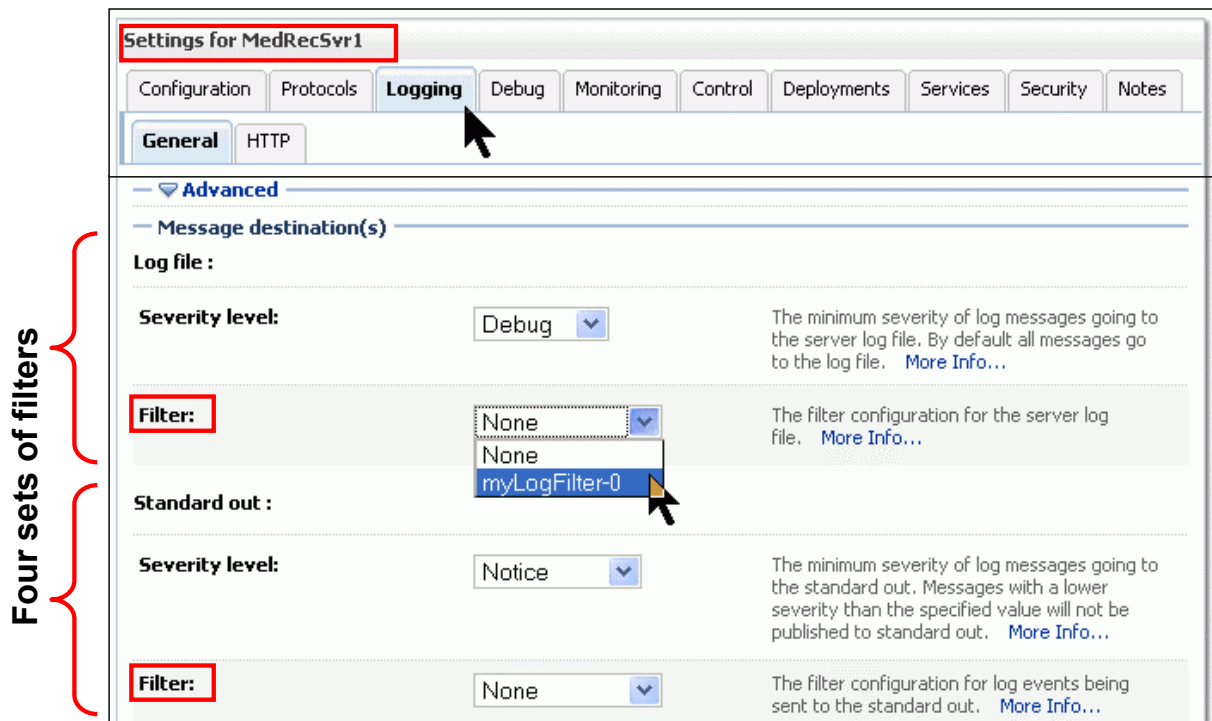 Settings for MedRecSvr1
Configuration Protocols Logging Debug Monitoring Control Deployments Services Security Notes
General HTTP
Advanced
Message destination(s)
Log file :
Severity level:
Debug
The minimum severity of log messages going to
the server log file. By default all messages go
to the log file. More Info...
Filter:
None
None
myLogFilter-0
The filter configuration for the server log
file. More Info...
Standard out :
Severity level:
Notice
The minimum severity of log messages going to
the standard out. Messages with a lower
severity than the specified value will not be
published to standard out. More Info...
Filter:
None
The filter configuration for log events being
sent to the standard out. More Info...
Four sets of filters